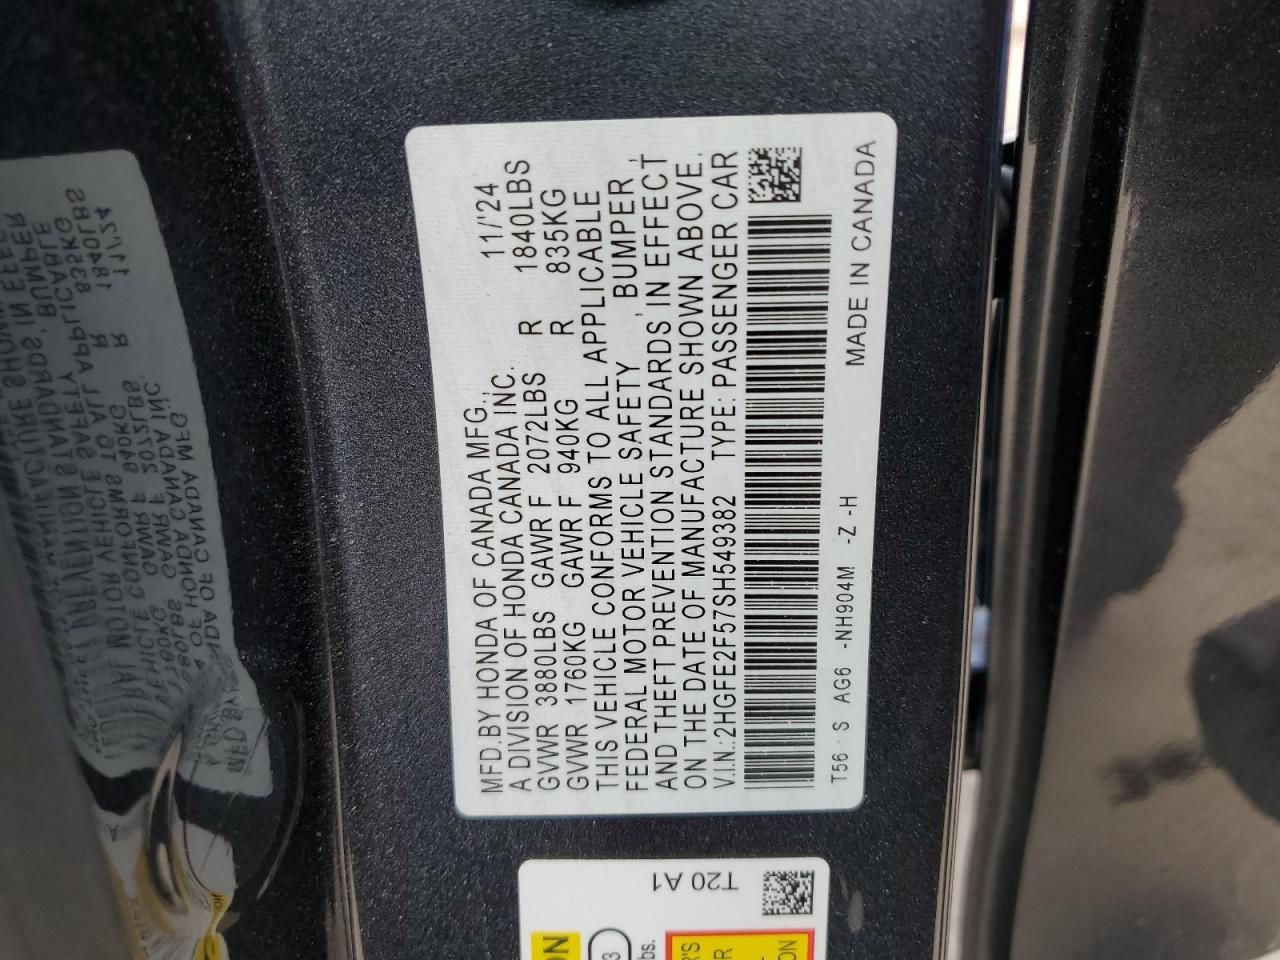 MFD.BY HONDA OF CANADA MFG.,
A DIVISION OF HONDA CANADA INC. 11/'24
GVWR 3880LBS GAWR F 2072LBS R 1840LBS
GVWR 1760KG GAWR F 940KG R 835KG
THIS VEHICLE CONFORMS TO ALL APPLICABLE
FEDERAL MOTOR VEHICLE SAFETY , BUMPER ,
AND THEFT PREVENTION STANDARDS IN EFFECT
ON THE DATE OF MANUFACTURE SHOWN ABOVE.
V.I.N.:2HGFE2F57SH549382 TYPE:PASSENGER CAR
T56 S AG6 -NH904M -Z -H MADE IN CANADA
T20 A1